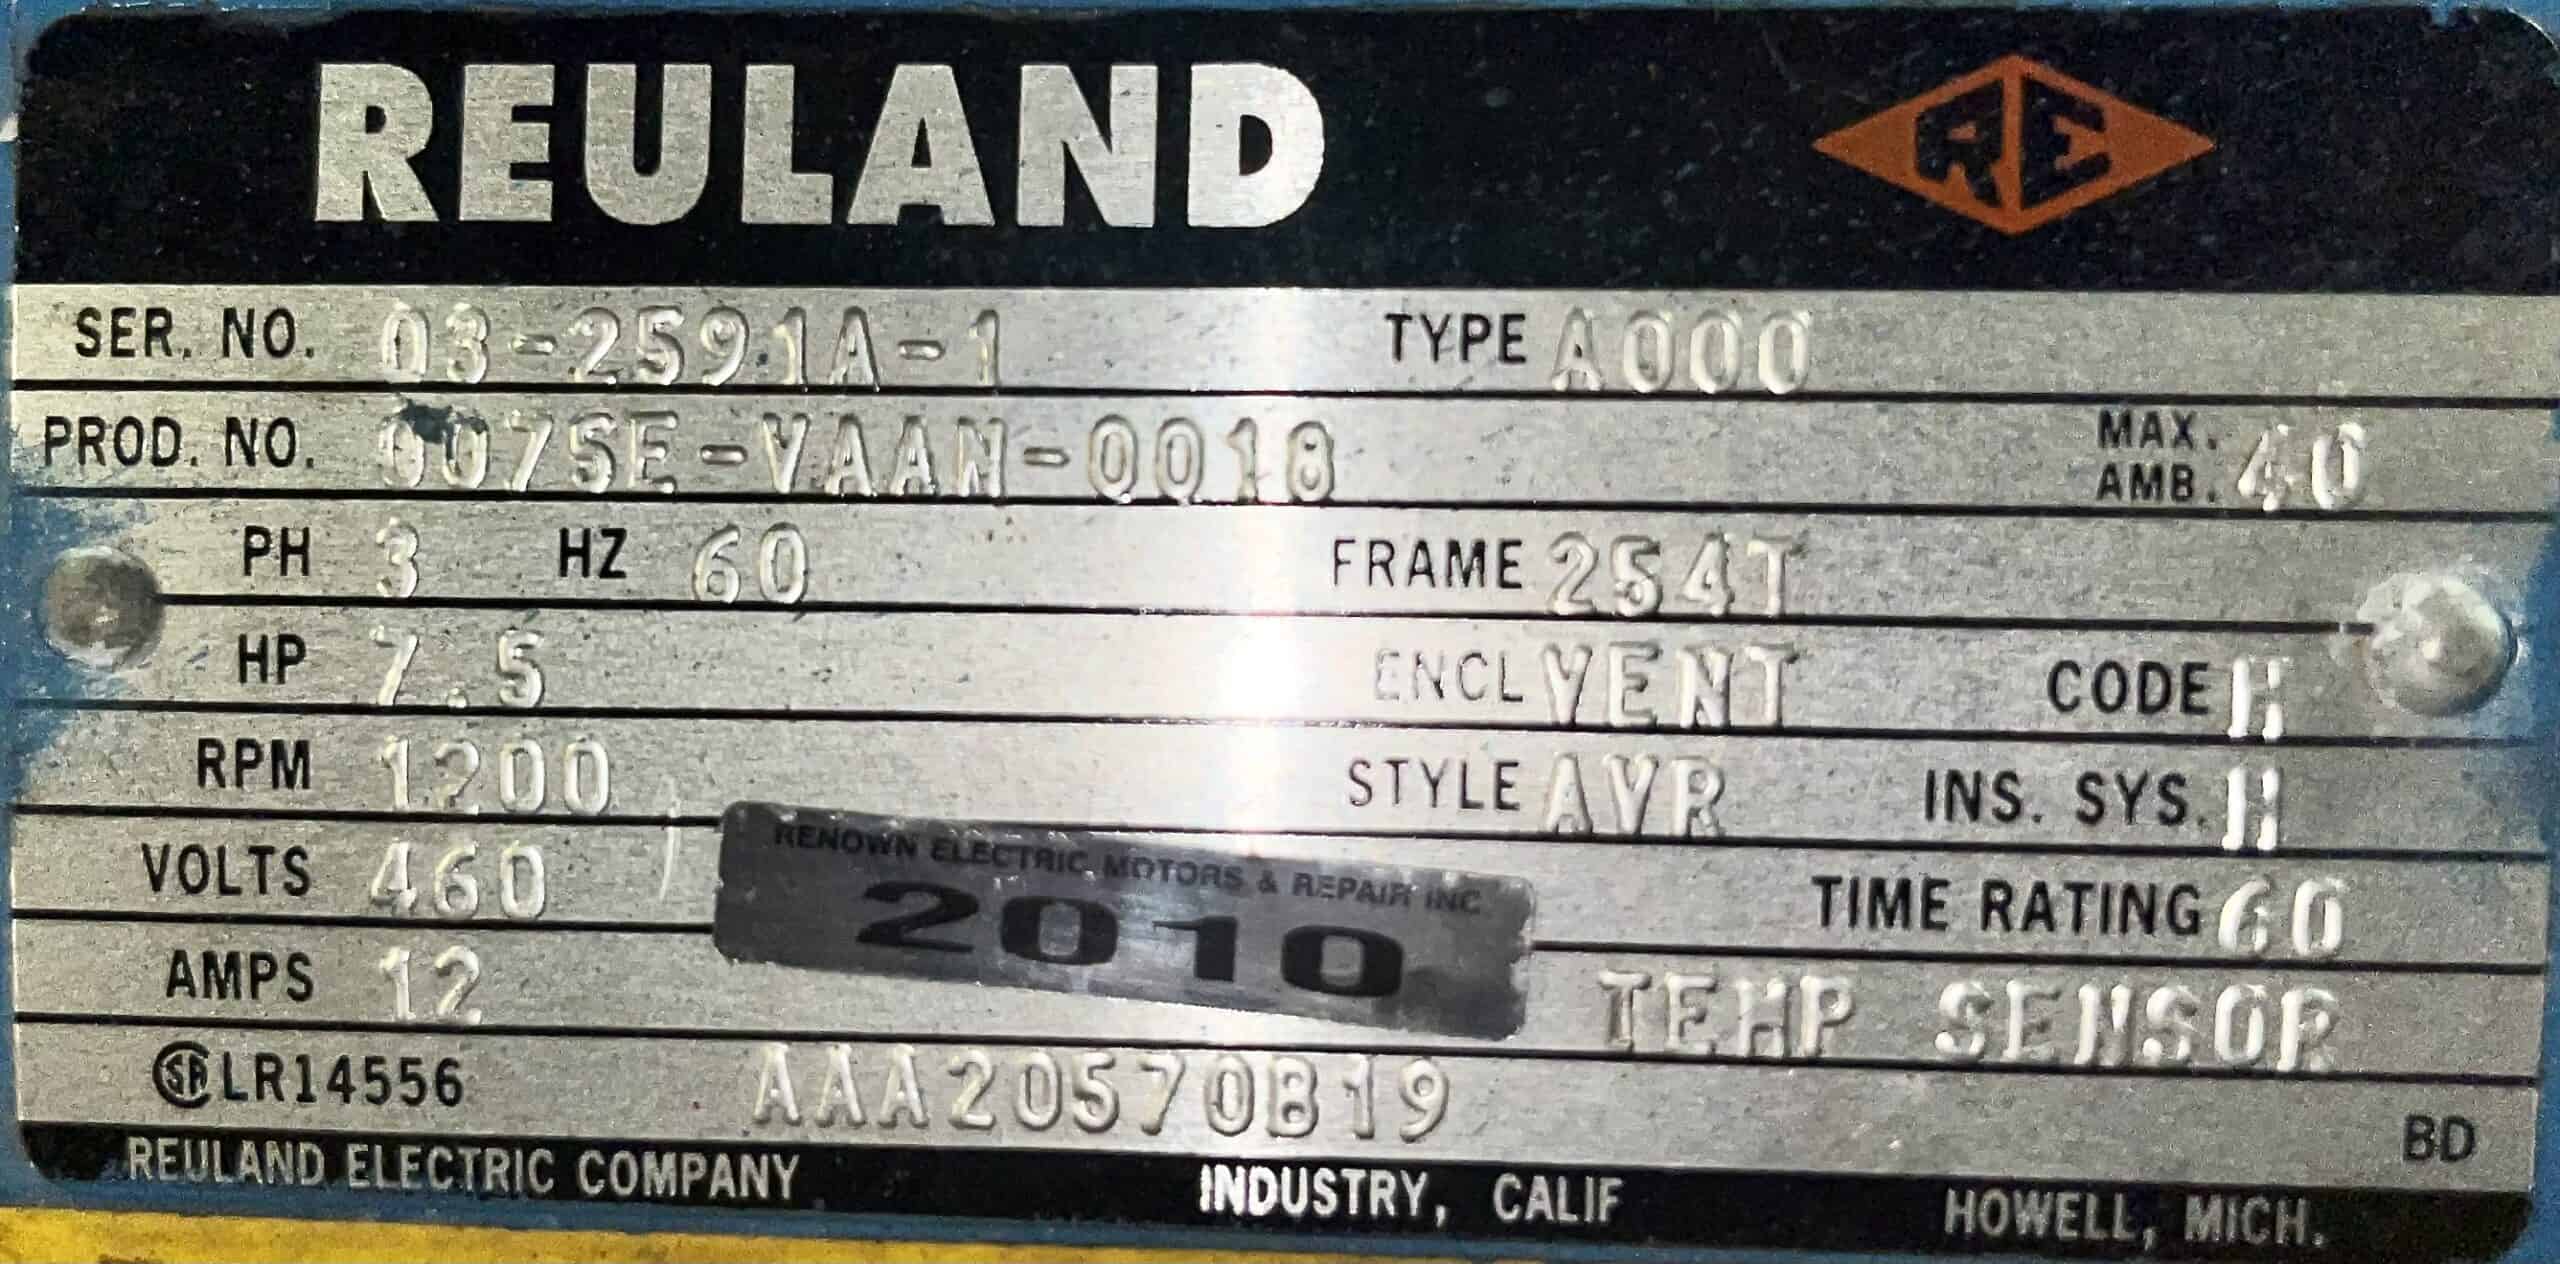 REULAND
RE
SER. NO. 03-2591A-1 TYPE A000
PROD. NO. 007SE-VAAN-0018 MAX. AMB. 40
PH 3 HZ 60 FRAME 254T
HP 7.5 ENCL VENT CODE H
RPM 1200 STYLE AVR INS. SYS. H
VOLTS 460 TIME RATING 60
RENOWN ELECTRIC MOTORS & REPAIR INC
2010
AMPS 12 TEMP SENSOR
SA LR14556 AAA20570B19
BD
REULAND ELECTRIC COMPANY INDUSTRY, CALIF HOWELL, MICH.